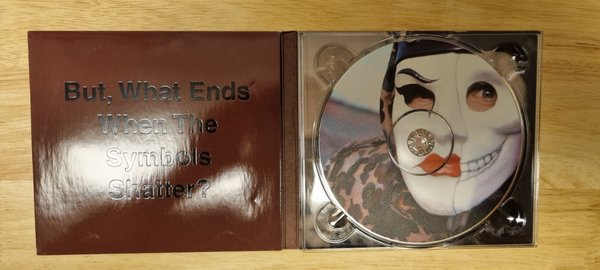 But, What Ends
When The
Symbols
Shatter?